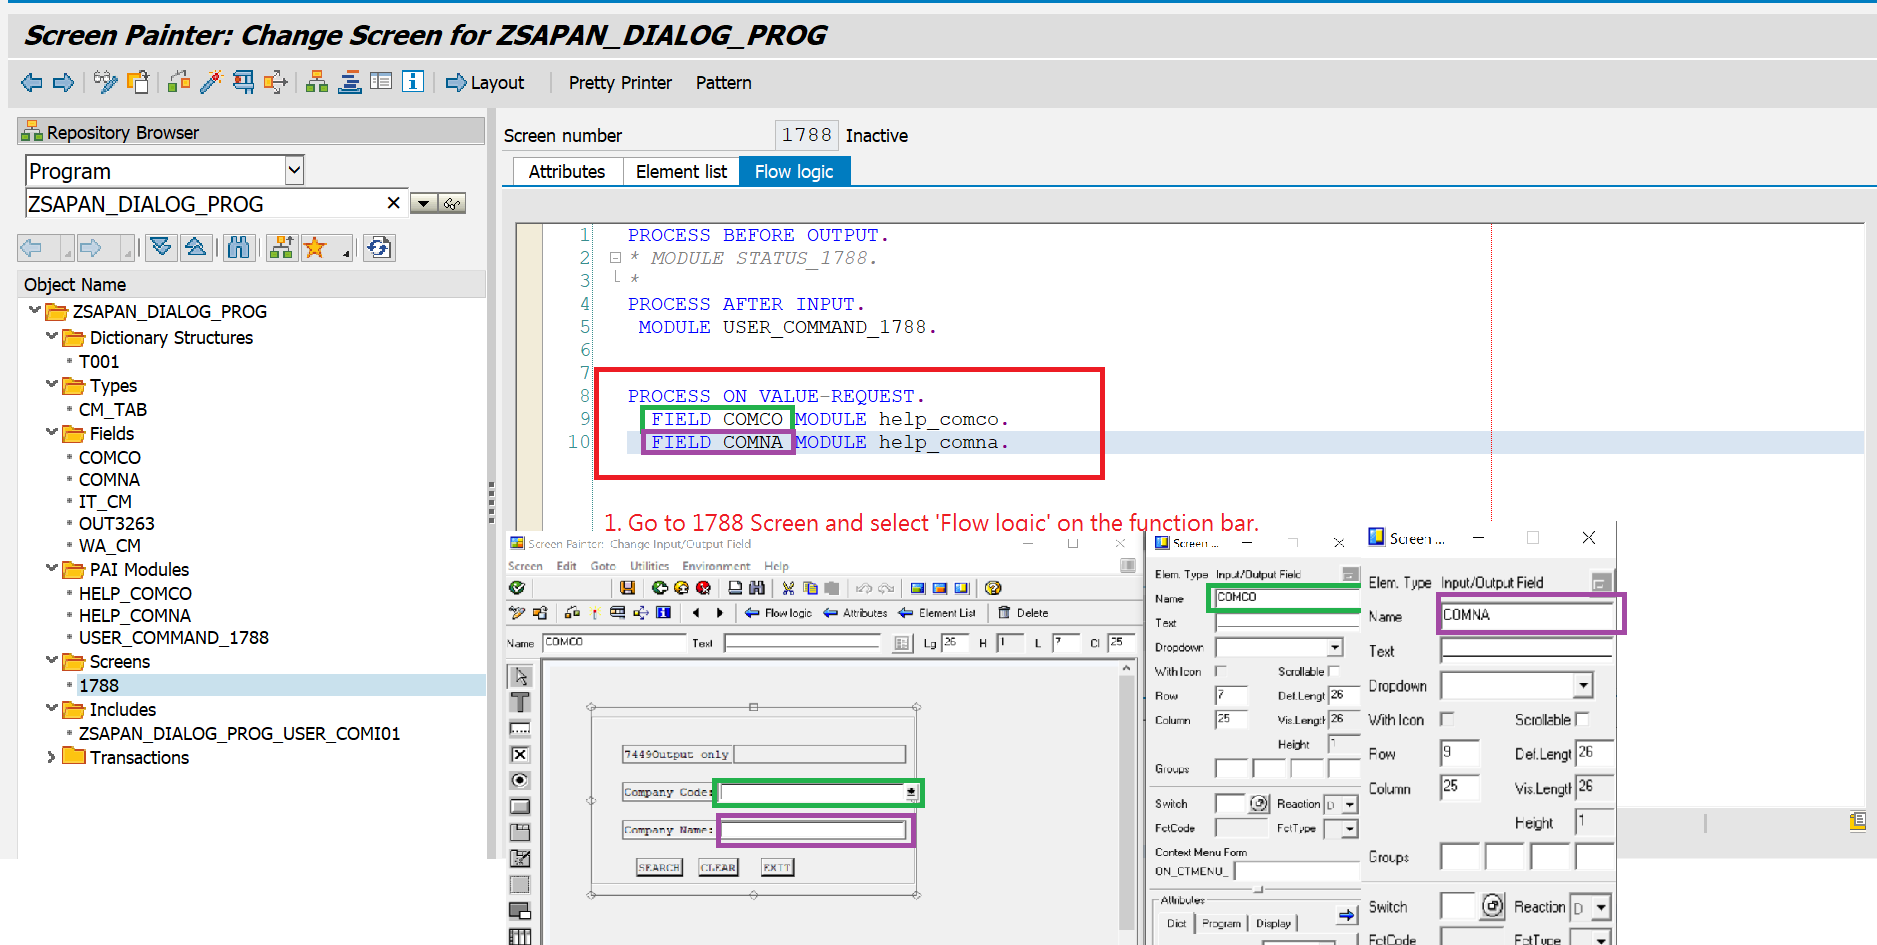 Screen Painter: Change Screen for ZSAPAN_DIALOG_PROG
Layout Pretty Printer Pattern
Repository Browser
Program
ZSAPAN_DIALOG_PROG
Object Name
ZSAPAN_DIALOG_PROG
Dictionary Structures
T001
Types
CM_TAB
Fields
COMCO
COMNA
IT_CM
OUT3263
WA_CM
PAI Modules
HELP_COMCO
HELP_COMNA
USER_COMMAND_1788
Screens
1788
Includes
ZSAPAN_DIALOG_PROG_USER_COMI01
Transactions
Screen number 1788 Inactive
Attributes Element list Flow logic
1 PROCESS BEFORE OUTPUT.
2 * MODULE STATUS_1788.
3 *
4 PROCESS AFTER INPUT.
5 MODULE USER_COMMAND_1788.
6
7
8 PROCESS ON VALUE-REQUEST.
9 FIELD COMCO MODULE help_comco.
10 FIELD COMNA MODULE help_comna.
1. Go to 1788 Screen and select 'Flow logic' on the function bar.
Screen Painter: Change Input/Output Field
Screen Edit Goto Utilities Environment Help
Flow logic Attributes Element List Delete
Name COMCO Text Lg 26 H 1 L 7 Cl 25
7449Output only
Company Code:
Company Name:
SEARCH CLEAR EXIT
Screen ...
Elem. Type Input/Output Field
Name COMCO
Text
Dropdown
With Icon Scrollable
Row 7 Def.Lengt 26
Column 25 Vis.Lengt 26
Height 1
Groups
Switch Reaction D
FctCode FctType
Context Menu Form
ON_CTMENU_
Attributes
Dict Program Display
Screen ...
Elem. Type Input/Output Field
Name COMNA
Text
Dropdown
With Icon Scrollable
Row 9 Def.Lengt 26
Column 25 Vis.Length 26
Height 1
Groups
Switch Reaction D
FctCode FctType